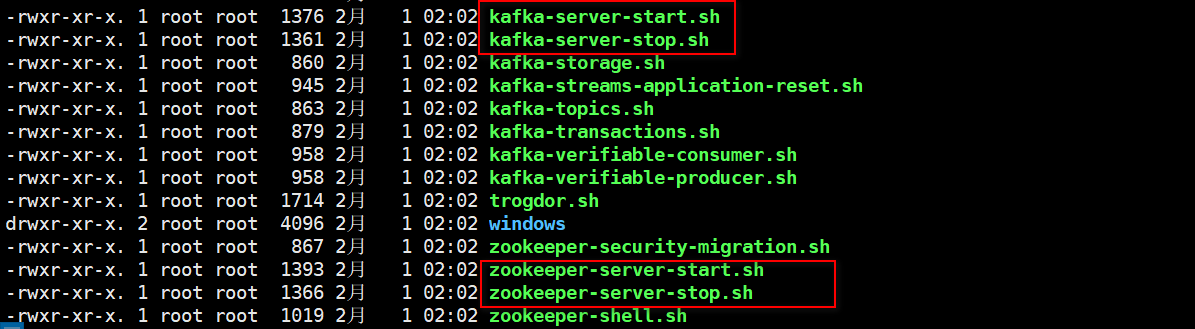 -rwxr-xr-x. 1 root root  1376 2月   1 02:02 kafka-server-start.sh
-rwxr-xr-x. 1 root root  1361 2月   1 02:02 kafka-server-stop.sh
-rwxr-xr-x. 1 root root   860 2月   1 02:02 kafka-storage.sh
-rwxr-xr-x. 1 root root   945 2月   1 02:02 kafka-streams-application-reset.sh
-rwxr-xr-x. 1 root root   863 2月   1 02:02 kafka-topics.sh
-rwxr-xr-x. 1 root root   879 2月   1 02:02 kafka-transactions.sh
-rwxr-xr-x. 1 root root   958 2月   1 02:02 kafka-verifiable-consumer.sh
-rwxr-xr-x. 1 root root   958 2月   1 02:02 kafka-verifiable-producer.sh
-rwxr-xr-x. 1 root root  1714 2月   1 02:02 trogdor.sh
drwxr-xr-x. 2 root root  4096 2月   1 02:02 windows
-rwxr-xr-x. 1 root root   867 2月   1 02:02 zookeeper-security-migration.sh
-rwxr-xr-x. 1 root root  1393 2月   1 02:02 zookeeper-server-start.sh
-rwxr-xr-x. 1 root root  1366 2月   1 02:02 zookeeper-server-stop.sh
-rwxr-xr-x. 1 root root  1019 2月   1 02:02 zookeeper-shell.sh